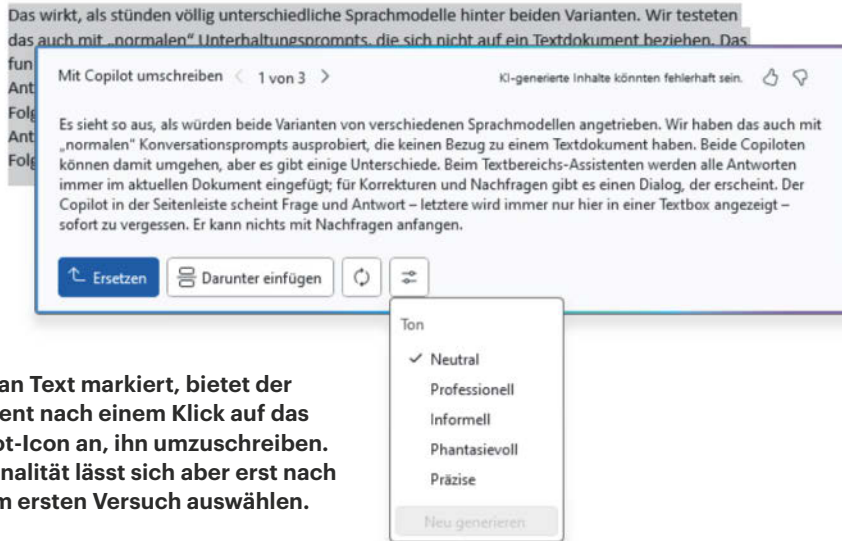 Das wirkt, als stünden völlig unterschiedliche Sprachmodelle hinter beiden Varianten. Wir testeten
das auch mit „normalen“ Unterhaltungsprompts, die sich nicht auf ein Textdokument beziehen. Das
fun
Ant
Folg
Ant
Folg
Mit Copilot umschreiben < 1 von 3 > KI-generierte Inhalte könnten fehlerhaft sein.
Es sieht so aus, als würden beide Varianten von verschiedenen Sprachmodellen angetrieben. Wir haben das auch mit
„normalen“ Konversationsprompts ausprobiert, die keinen Bezug zu einem Textdokument haben. Beide Copiloten
können damit umgehen, aber es gibt einige Unterschiede. Beim Textbereichs-Assistenten werden alle Antworten
immer im aktuellen Dokument eingefügt; für Korrekturen und Nachfragen gibt es einen Dialog, der erscheint. Der
Copilot in der Seitenleiste scheint Frage und Antwort – letztere wird immer nur hier in einer Textbox angezeigt –
sofort zu vergessen. Er kann nichts mit Nachfragen anfangen.
Ersetzen Darunter einfügen
Ton
Neutral
Professionell
Informell
Phantasievoll
Präzise
Neu generieren
an Text markiert, bietet der
ent nach einem Klick auf das
ot-Icon an, ihn umzuschreiben.
nalität lässt sich aber erst nach
m ersten Versuch auswählen.